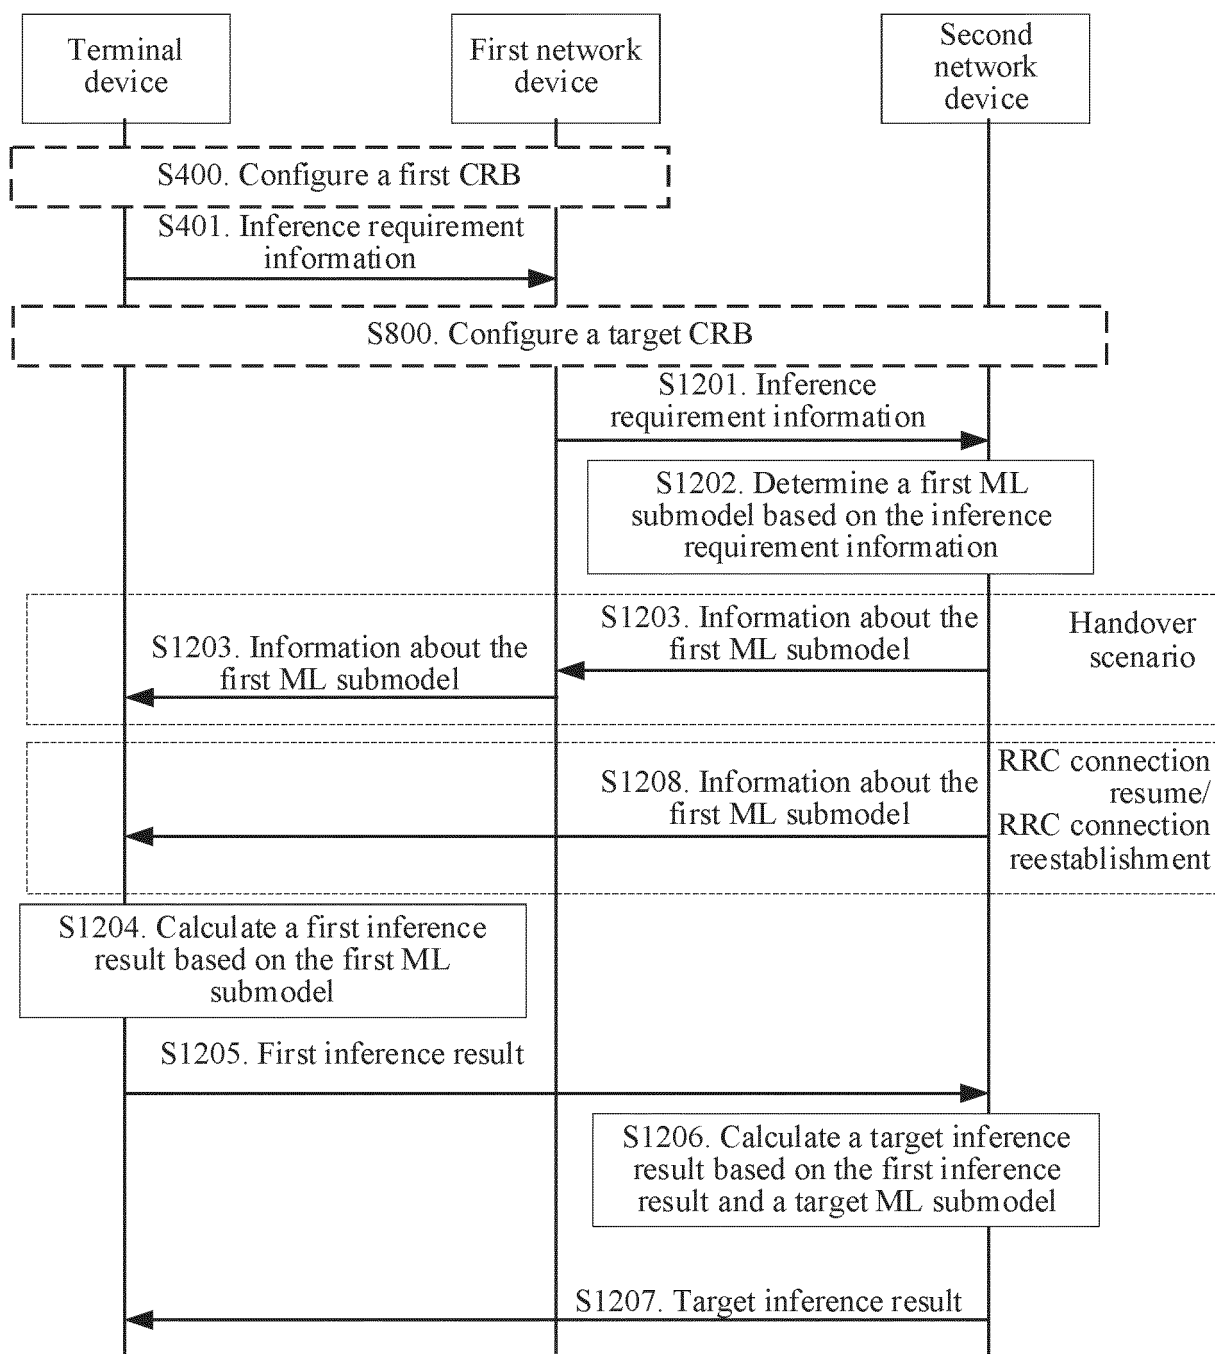 Terminal
device
First network
device
Second
network
device
S400. Configure a first CRB
S401. Inference requirement
information
S800. Configure a target CRB
S1201. Inference
requirement information
S1202. Determine a first ML
submodel based on the inference
requirement information
S1203. Information about the
first ML submodel
S1203. Information about the
first ML submodel
Handover
scenario
S1208. Information about the
first ML submodel
RRC connection
resume/
RRC connection
reestablishment
S1204. Calculate a first inference
result based on the first ML
submodel
S1205. First inference result
S1206. Calculate a target inference
result based on the first inference
result and a target ML submodel
S1207. Target inference result